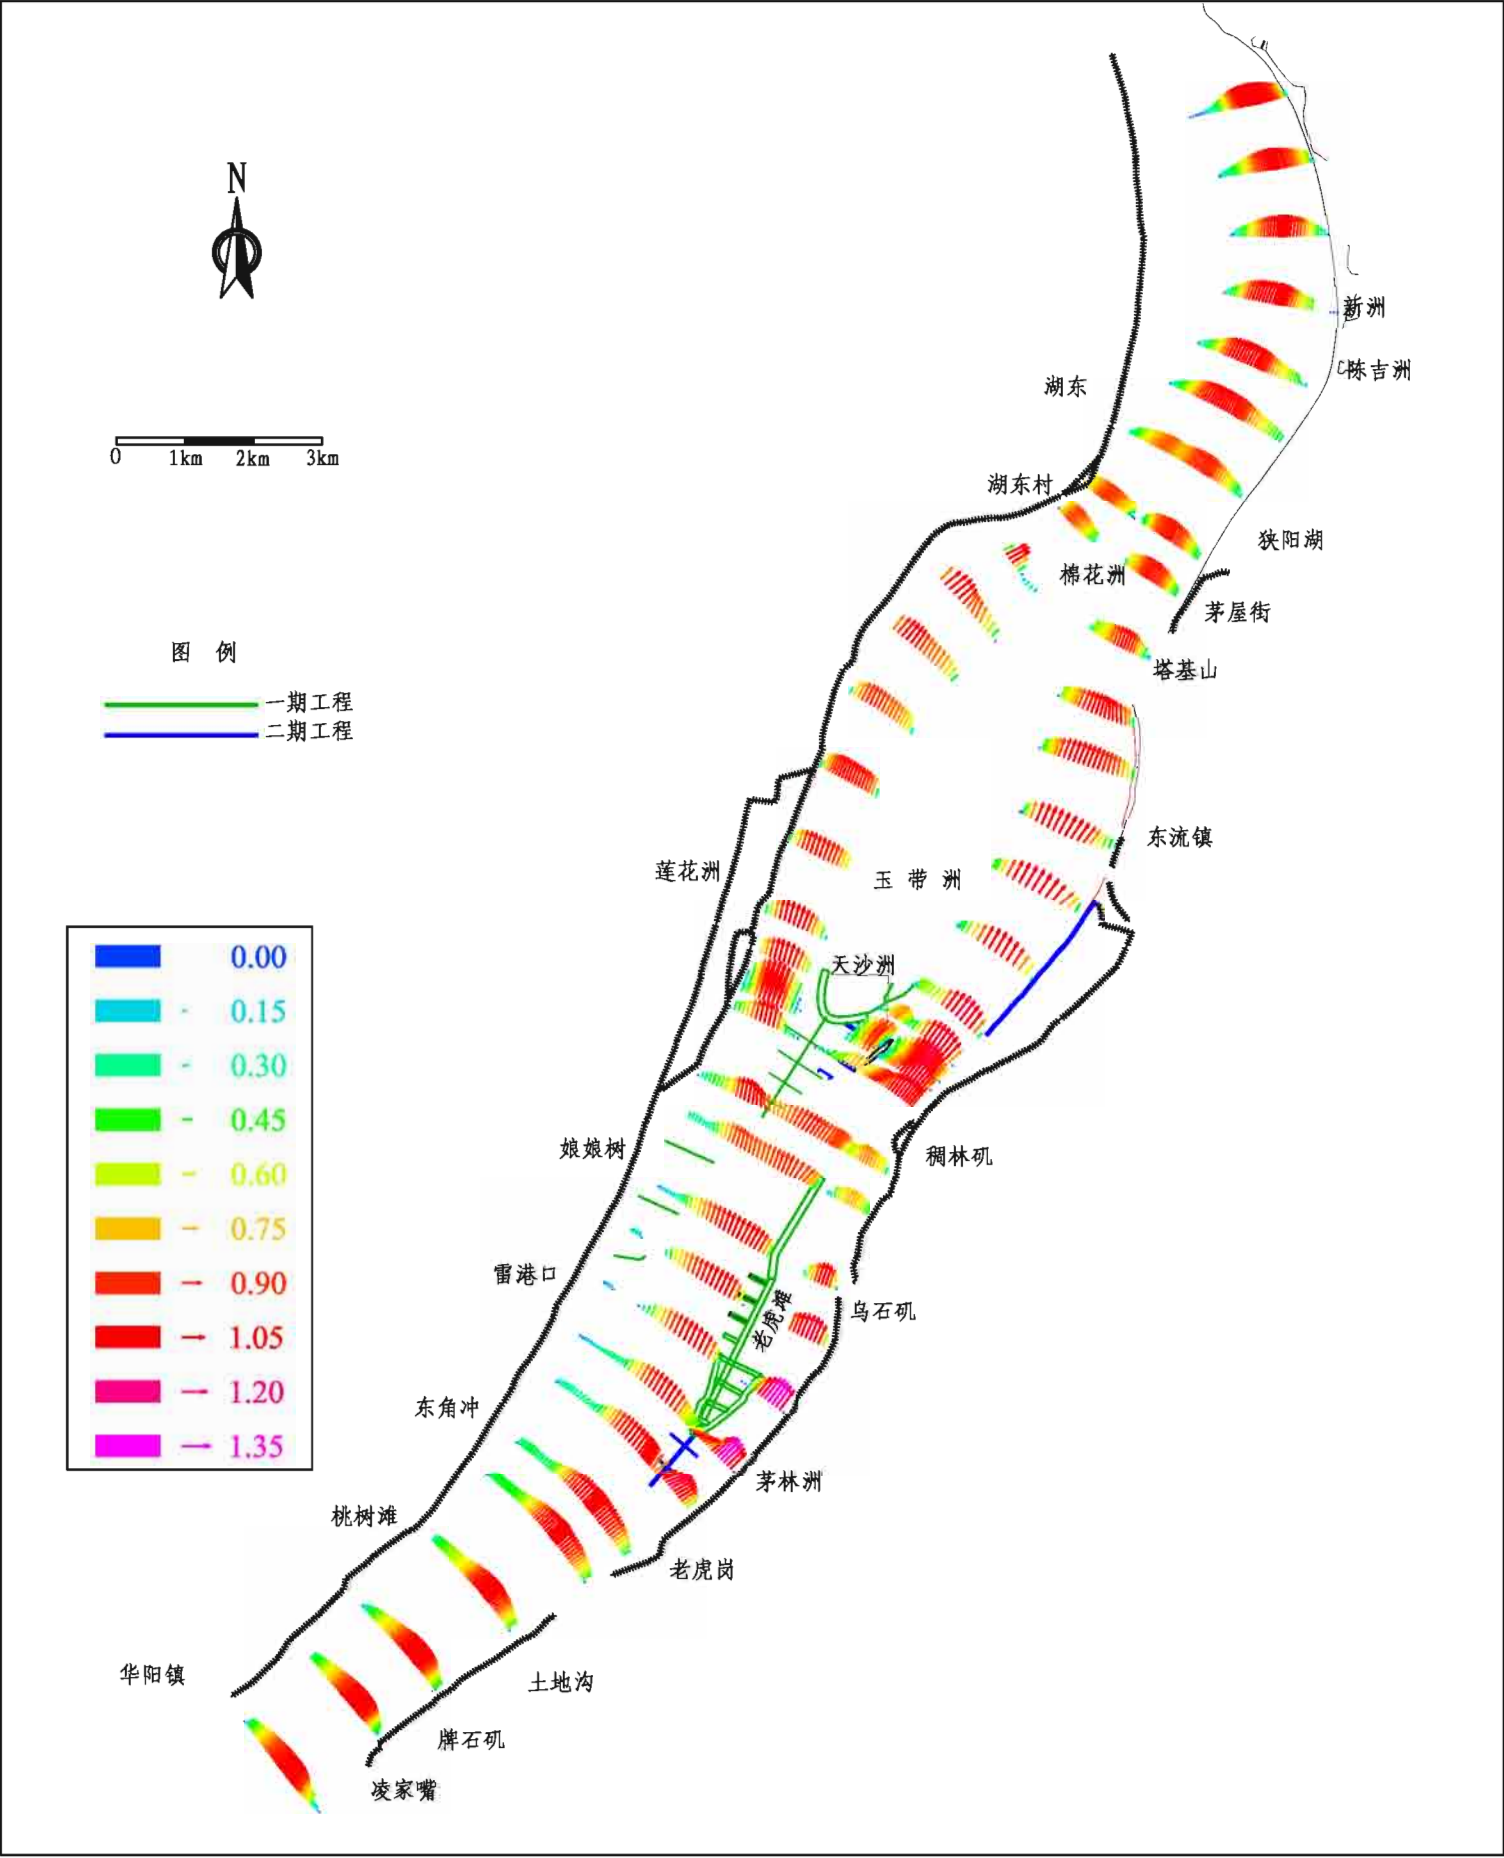 N
新洲
陈吉洲
湖东
0 1km 2km 3km
湖东村
狭阳湖
棉花洲
茅屋街
图 例
塔基山
一期工程
二期工程
东流镇
莲花洲
玉带洲
0.00
天沙洲
0.15
0.30
0.45
娘娘树
稠林矶
0.60
0.75
雷港口
0.90
老虎滩
乌石矶
1.05
1.20
东角冲
1.35
茅林洲
桃树滩
老虎岗
华阳镇
土地沟
牌石矶
凌家嘴